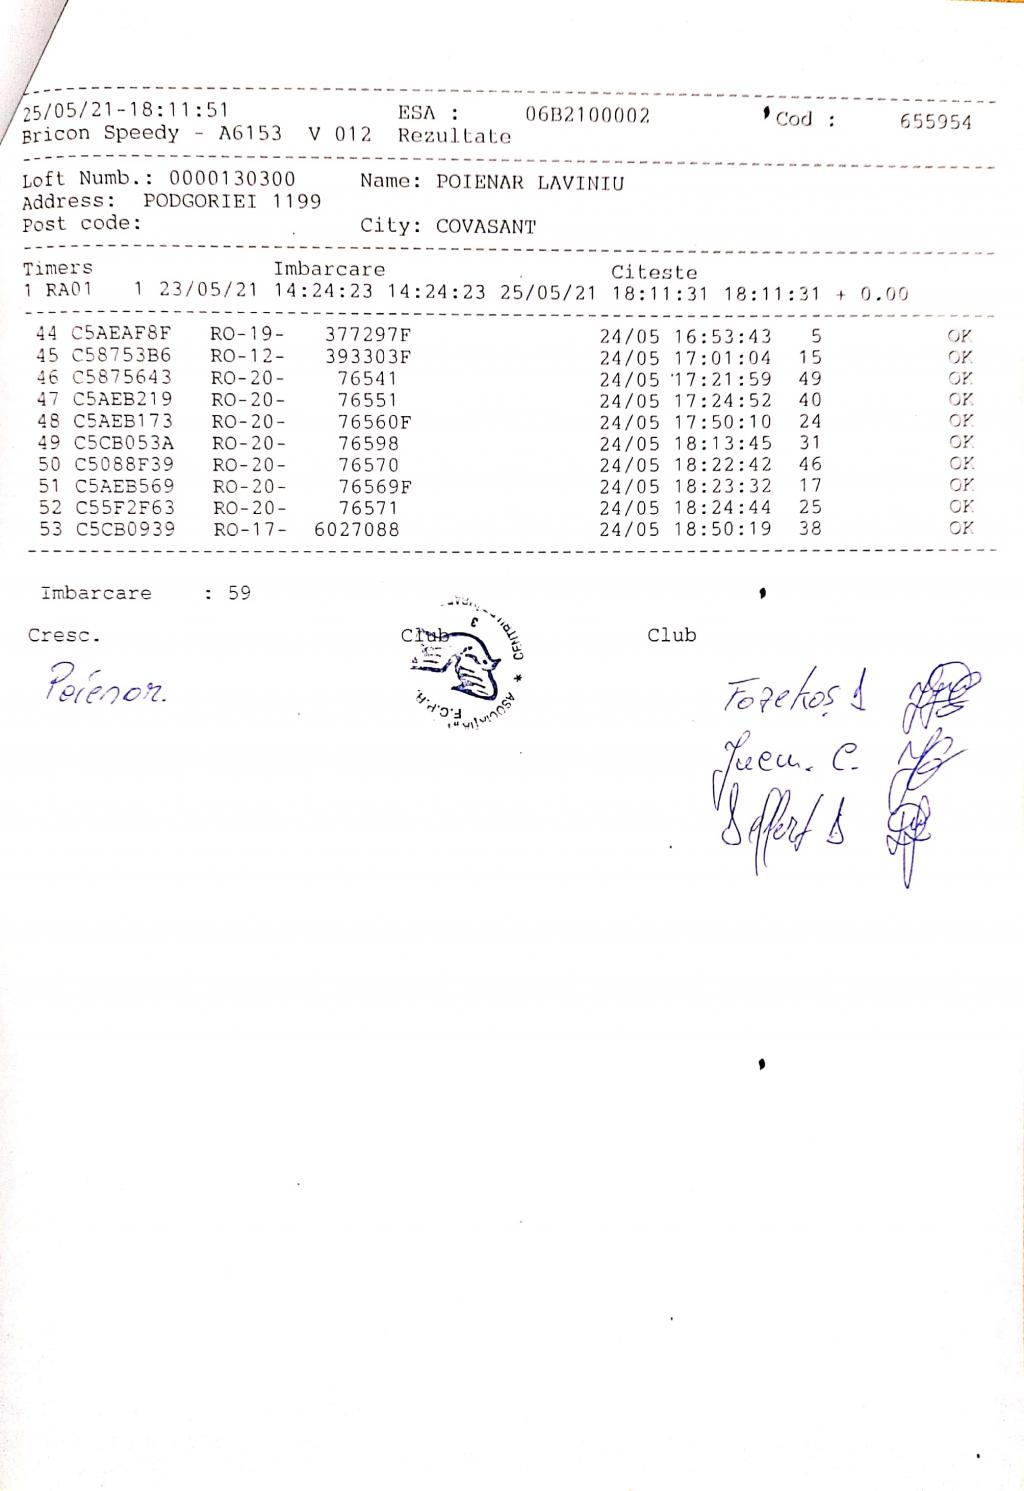 25/05/21-18:11:51 ESA : 06B2100002 Cod : 655954
Bricon Speedy - A6153 V 012 Rezultate
Loft Numb.: 0000130300 Name: POIENAR LAVINIU
Address: PODGORIEI 1199
Post code: City: COVASANT
Timers Imbarcare Citeste
1 RA01 1 23/05/21 14:24:23 14:24:23 25/05/21 18:11:31 18:11:31 + 0.00
44 C5AEAF8F RO-19- 377297F 24/05 16:53:43 5 OK
45 C58753B6 RO-12- 393303F 24/05 17:01:04 15 OK
46 C5875643 RO-20- 76541 24/05 17:21:59 49 OK
47 C5AEB219 RO-20- 76551 24/05 17:24:52 40 OK
48 C5AEB173 RO-20- 76560F 24/05 17:50:10 24 OK
49 C5CB053A RO-20- 76598 24/05 18:13:45 31 OK
50 C5088F39 RO-20- 76570 24/05 18:22:42 46 OK
51 C5AEB569 RO-20- 76569F 24/05 18:23:32 17 OK
52 C55F2F63 RO-20- 76571 24/05 18:24:44 25 OK
53 C5CB0939 RO-17- 6027088 24/05 18:50:19 38 OK
Imbarcare : 59
Cresc. Club Club
Poienar.
F.C.P.R.